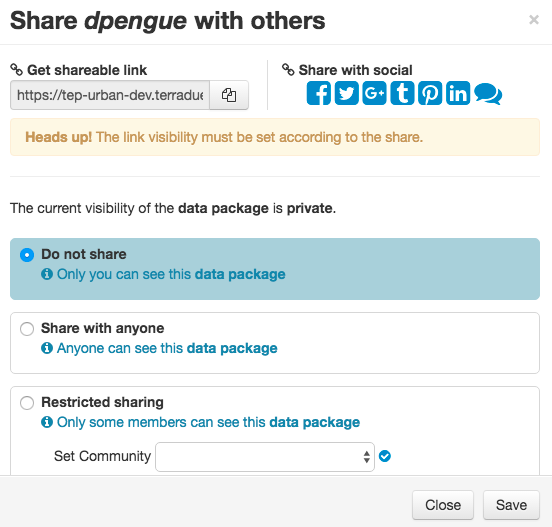 Share dpengue with others
×
Get shareable link
Share with social
https://tep-urban-dev.terradue
Heads up! The link visibility must be set according to the share.
The current visibility of the data package is private.
Do not share
Only you can see this data package
Share with anyone
Anyone can see this data package
Restricted sharing
Only some members can see this data package
Set Community
Close
Save